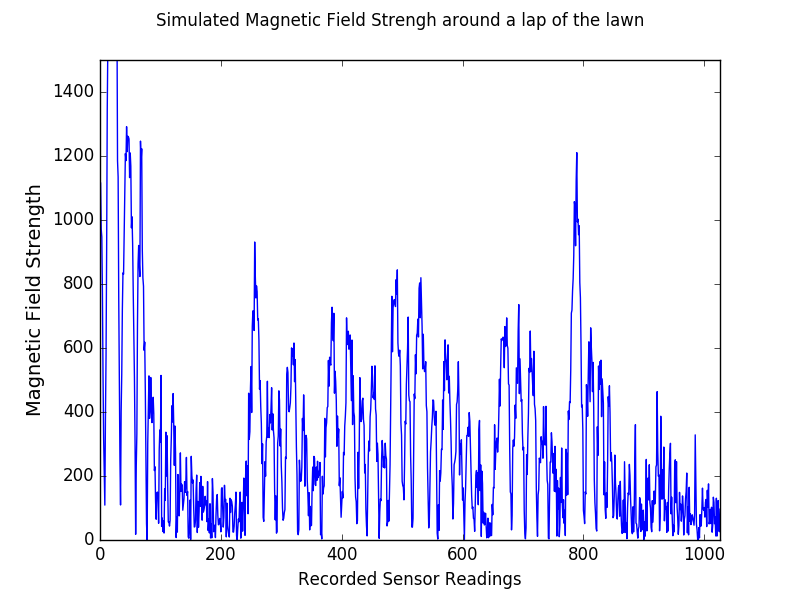 Simulated Magnetic Field Strengh around a lap of the lawn
1400
1200
1000
800
600
400
200
0
Magnetic Field Strength
0 200 400 600 800 1000
Recorded Sensor Readings